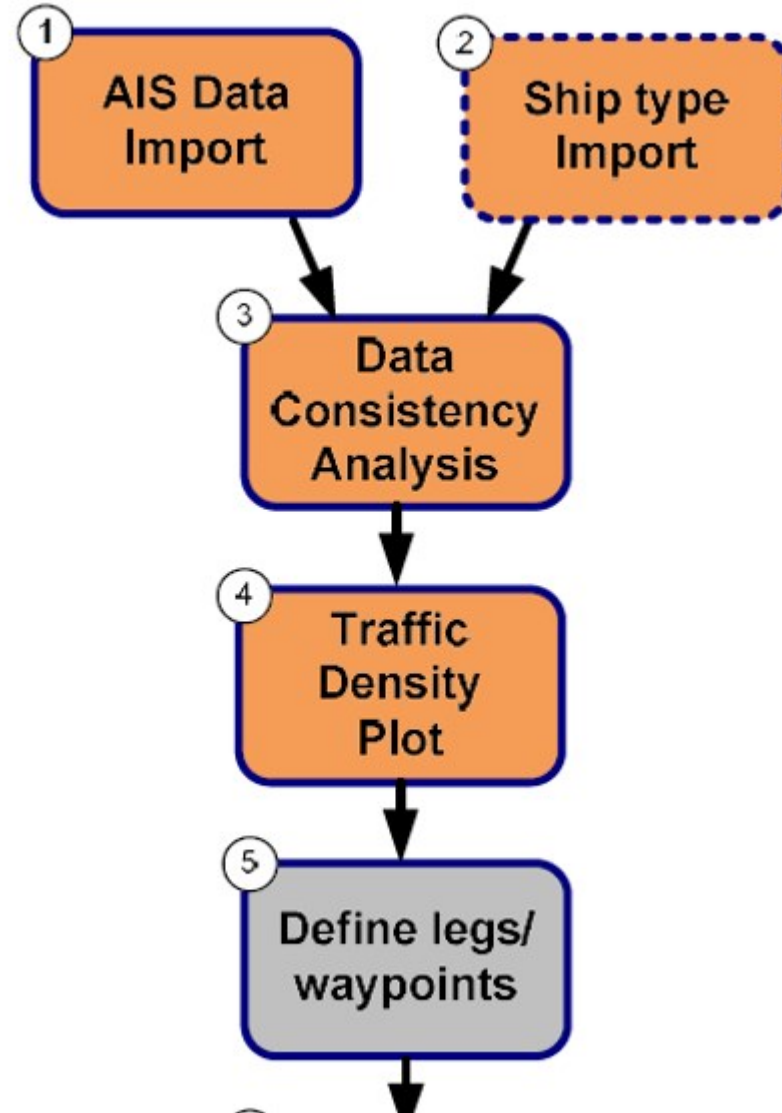 1
AIS Data
Import
2
Ship type
Import
3
Data
Consistency
Analysis
4
Traffic
Density
Plot
5
Define legs/
waypoints